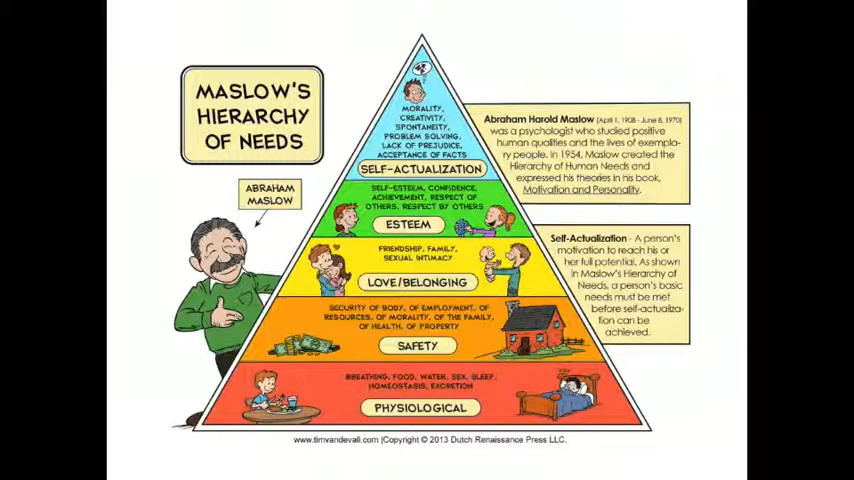 MASLOW'S
HIERARCHY
OF NEEDS
ABRAHAM
MASLOW
MORALITY,
CREATIVITY,
SPONTANEITY,
PROBLEM SOLVING,
LACK OF PREJUDICE,
ACCEPTANCE OF FACTS
SELF-ACTUALIZATION
SELF-ESTEEM, CONFIDENCE,
ACHIEVEMENT, RESPECT OF
OTHERS, RESPECT BY OTHERS
ESTEEM
FRIENDSHIP, FAMILY,
SEXUAL INTIMACY
LOVE/BELONGING
SECURITY OF BODY, OF EMPLOYMENT, OF
RESOURCES, OF MORALITY, OF THE FAMILY,
OF HEALTH, OF PROPERTY
SAFETY
BREATHING, FOOD, WATER, SEX, SLEEP,
HOMEOSTASIS, EXCRETION
PHYSIOLOGICAL
Abraham Harold Maslow (April 1, 1908 - June 8, 1970)
was a psychologist who studied positive
human qualities and the lives of exempla-
ry people. In 1954, Maslow created the
Hierarchy of Human Needs and
expressed his theories in his book,
Motivation and Personality.
Self-Actualization - A person's
motivation to reach his or
her full potential. As shown
in Maslow's Hierarchy of
Needs, a person's basic
needs must be met
before self-actualiza-
tion can be
achieved.
www.timvandevall.com | Copyright © 2013 Dutch Renaissance Press LLC.